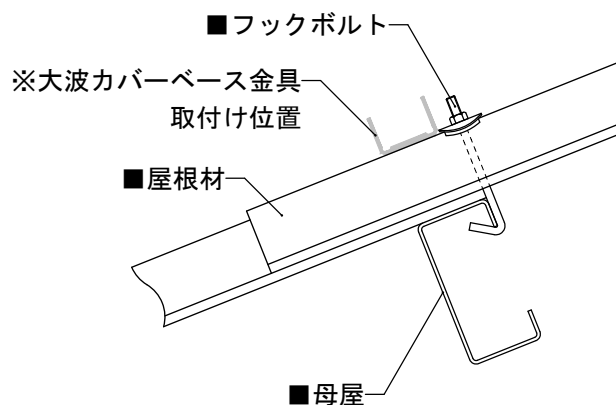 ■フックボルト
※大波カバーベース金具
取付け位置
■屋根材
■母屋